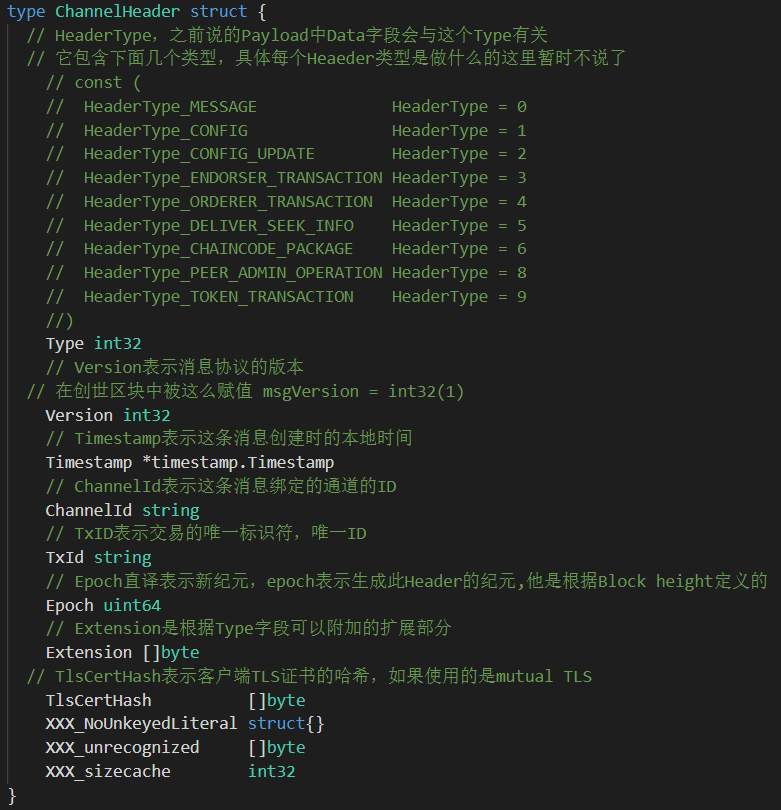 type ChannelHeader struct {
// HeaderType，之前说的Payload中Data字段会与这个Type有关
// 它包含下面几个类型，具体每个Heaeder类型是做什么的这里暂时不说了
// const (
// HeaderType_MESSAGE HeaderType = 0
// HeaderType_CONFIG HeaderType = 1
// HeaderType_CONFIG_UPDATE HeaderType = 2
// HeaderType_ENDORSER_TRANSACTION HeaderType = 3
// HeaderType_ORDERER_TRANSACTION HeaderType = 4
// HeaderType_DELIVER_SEEK_INFO HeaderType = 5
// HeaderType_CHAINCODE_PACKAGE HeaderType = 6
// HeaderType_PEER_ADMIN_OPERATION HeaderType = 8
// HeaderType_TOKEN_TRANSACTION HeaderType = 9
//)
Type int32
// Version表示消息协议的版本
// 在创世区块中被这么赋值 msgVersion = int32(1)
Version int32
// Timestamp表示这条消息创建时的本地时间
Timestamp *timestamp.Timestamp
// ChannelId表示这条消息绑定的通道的ID
ChannelId string
// TxID表示交易的唯一标识符，唯一ID
TxId string
// Epoch直译表示新纪元，epoch表示生成此Header的纪元,他是根据Block height定义的
Epoch uint64
// Extension是根据Type字段可以附加的扩展部分
Extension []byte
// TlsCertHash表示客户端TLS证书的哈希，如果使用的是mutual TLS
TlsCertHash []byte
XXX_NoUnkeyedLiteral struct{}
XXX_unrecognized []byte
XXX_sizecache int32
}